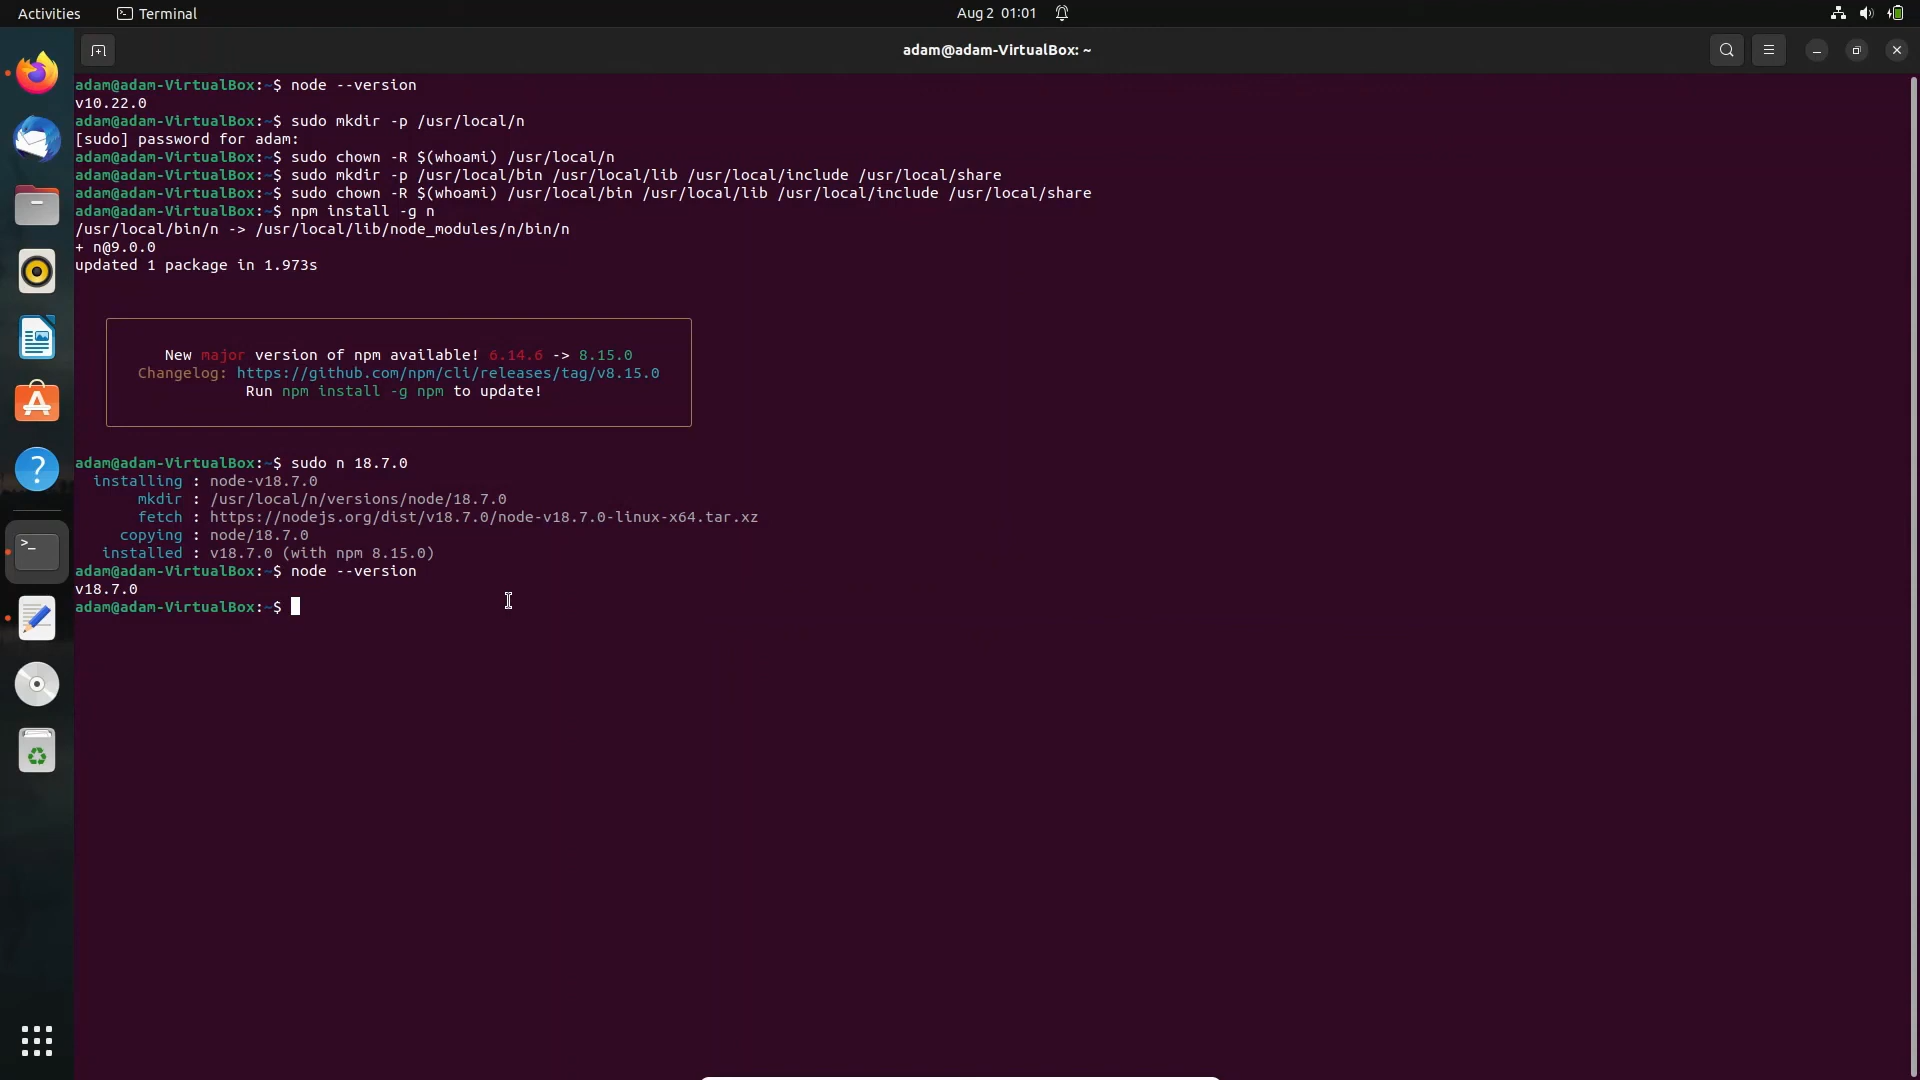 Activities Terminal Aug 2 01:01
adam@adam-VirtualBox: ~
adam@adam-VirtualBox:~$ node --version
v10.22.0
adam@adam-VirtualBox:~$ sudo mkdir -p /usr/local/n
[sudo] password for adam:
adam@adam-VirtualBox:~$ sudo chown -R $(whoami) /usr/local/n
adam@adam-VirtualBox:~$ sudo mkdir -p /usr/local/bin /usr/local/lib /usr/local/include /usr/local/share
adam@adam-VirtualBox:~$ sudo chown -R $(whoami) /usr/local/bin /usr/local/lib /usr/local/include /usr/local/share
adam@adam-VirtualBox:~$ npm install -g n
/usr/local/bin/n -> /usr/local/lib/node_modules/n/bin/n
+ n@9.0.0
updated 1 package in 1.973s
New major version of npm available! 6.14.6 -> 8.15.0
Changelog: https://github.com/npm/cli/releases/tag/v8.15.0
Run npm install -g npm to update!
adam@adam-VirtualBox:~$ sudo n 18.7.0
installing : node-v18.7.0
mkdir : /usr/local/n/versions/node/18.7.0
fetch : https://nodejs.org/dist/v18.7.0/node-v18.7.0-linux-x64.tar.xz
copying : node/18.7.0
installed : v18.7.0 (with npm 8.15.0)
adam@adam-VirtualBox:~$ node --version
v18.7.0
adam@adam-VirtualBox:~$